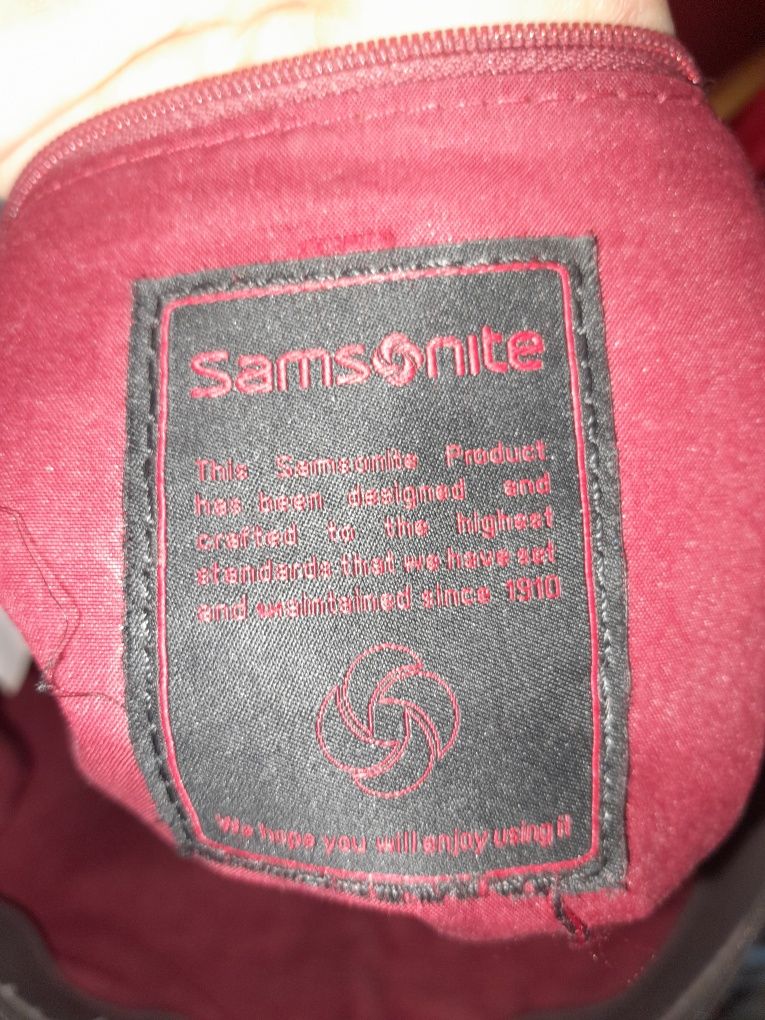 Samsonite
This Samsonite Product
has been designed and
crafted to the highest
standards that we have set
and maintained since 1910
We hope you will enjoy using it